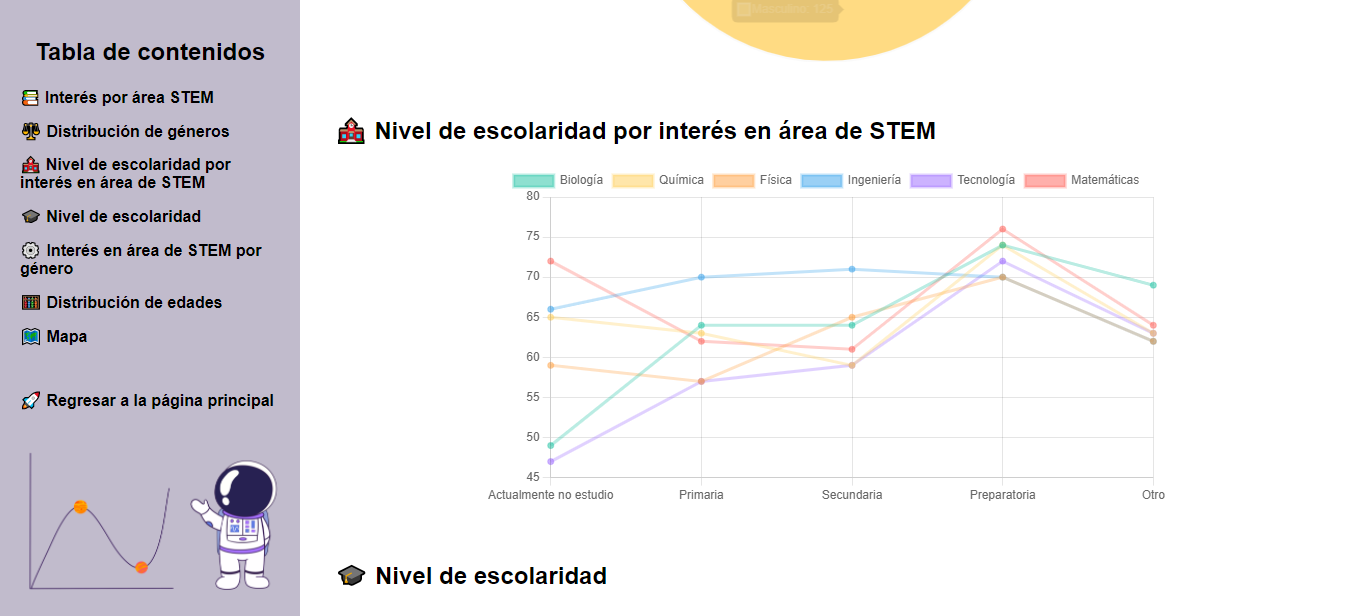 Tabla de contenidos
Interés por área STEM
Distribución de géneros
Nivel de escolaridad por
interés en área de STEM
Nivel de escolaridad
Interés en área de STEM por
género
Distribución de edades
Mapa
Regresar a la página principal
Másculino: 125
Nivel de escolaridad por interés en área de STEM
Biología Química Física Ingeniería Tecnología Matemáticas
80
75
70
65
60
55
50
45
Actualmente no estudio Primaria Secundaria Preparatoria Otro
Nivel de escolaridad